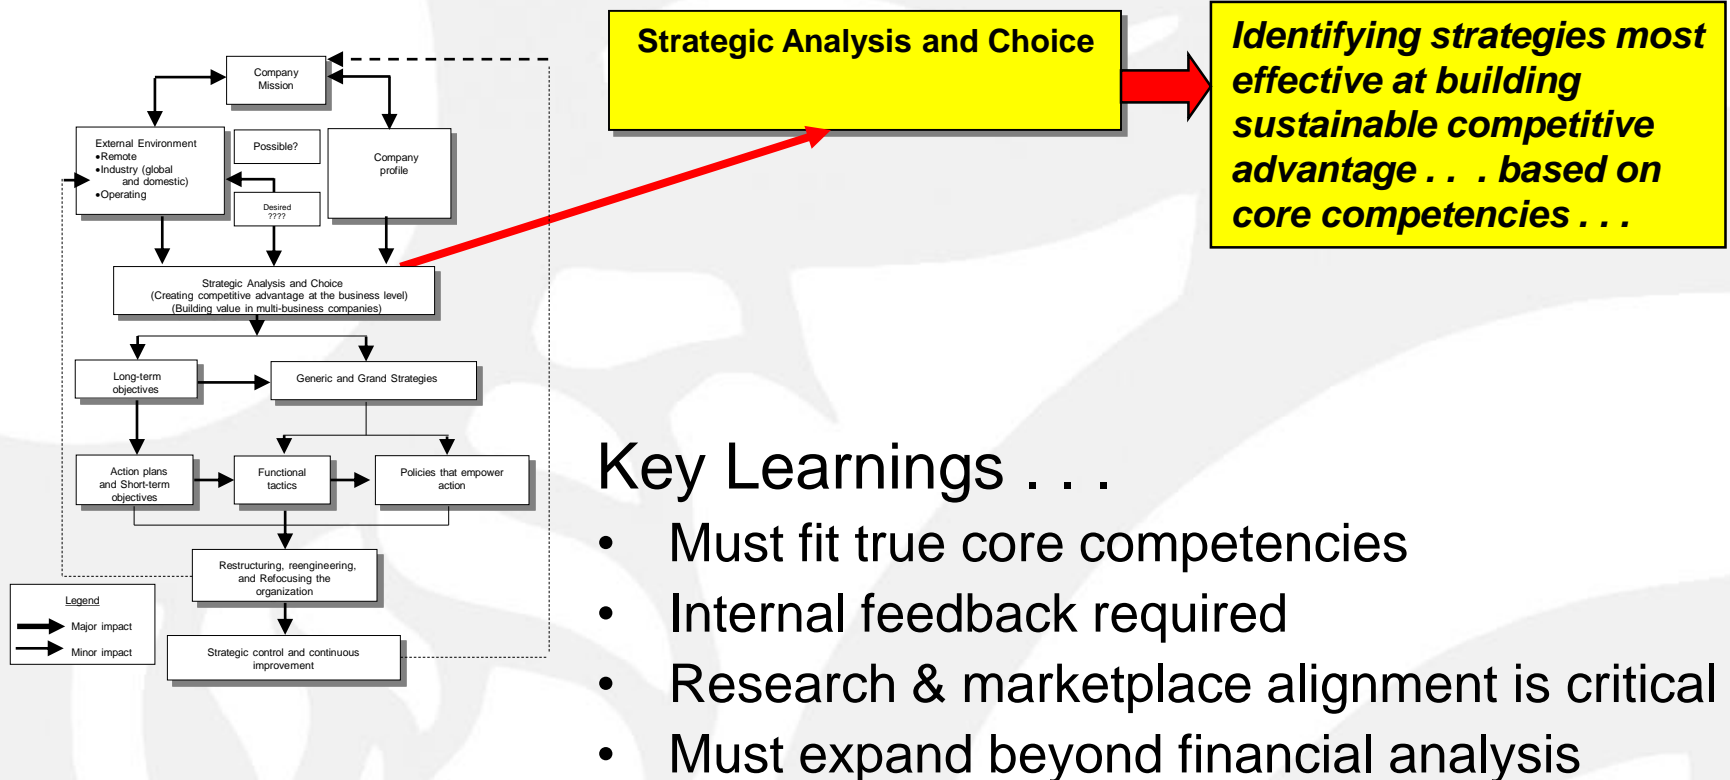 Strategic Analysis and Choice
Identifying strategies most
effective at building
sustainable competitive
advantage . . . based on
core competencies . . .
Company
Mission
External Environment
•Remote
•Industry (global
and domestic)
•Operating
Possible?
Desired
????
Company
profile
Strategic Analysis and Choice
(Creating competitive advantage at the business level)
(Building value in multi-business companies)
Long-term
objectives
Generic and Grand Strategies
Action plans
and Short-term
objectives
Functional
tactics
Policies that empower
action
Restructuring, reengineering,
and Refocusing the
organization
Legend
Major impact
Minor impact
Strategic control and continuous
improvement
Key Learnings . . .
• Must fit true core competencies
• Internal feedback required
• Research & marketplace alignment is critical
• Must expand beyond financial analysis